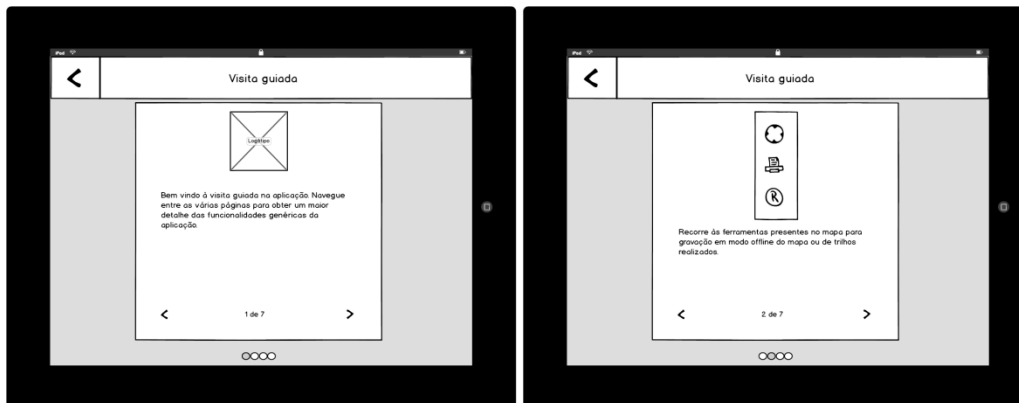 iPad
Visita guiada
Bem vindo à visita guiada na aplicação. Navegue
entre as várias páginas para obter um maior
detalhe das funcionalidades genéricas da
aplicação.
1 de 7
iPad
Visita guiada
R
Recorre às ferramentas presentes no mapa para
gravação em modo offline do mapa ou de trilhos
realizados.
2 de 7